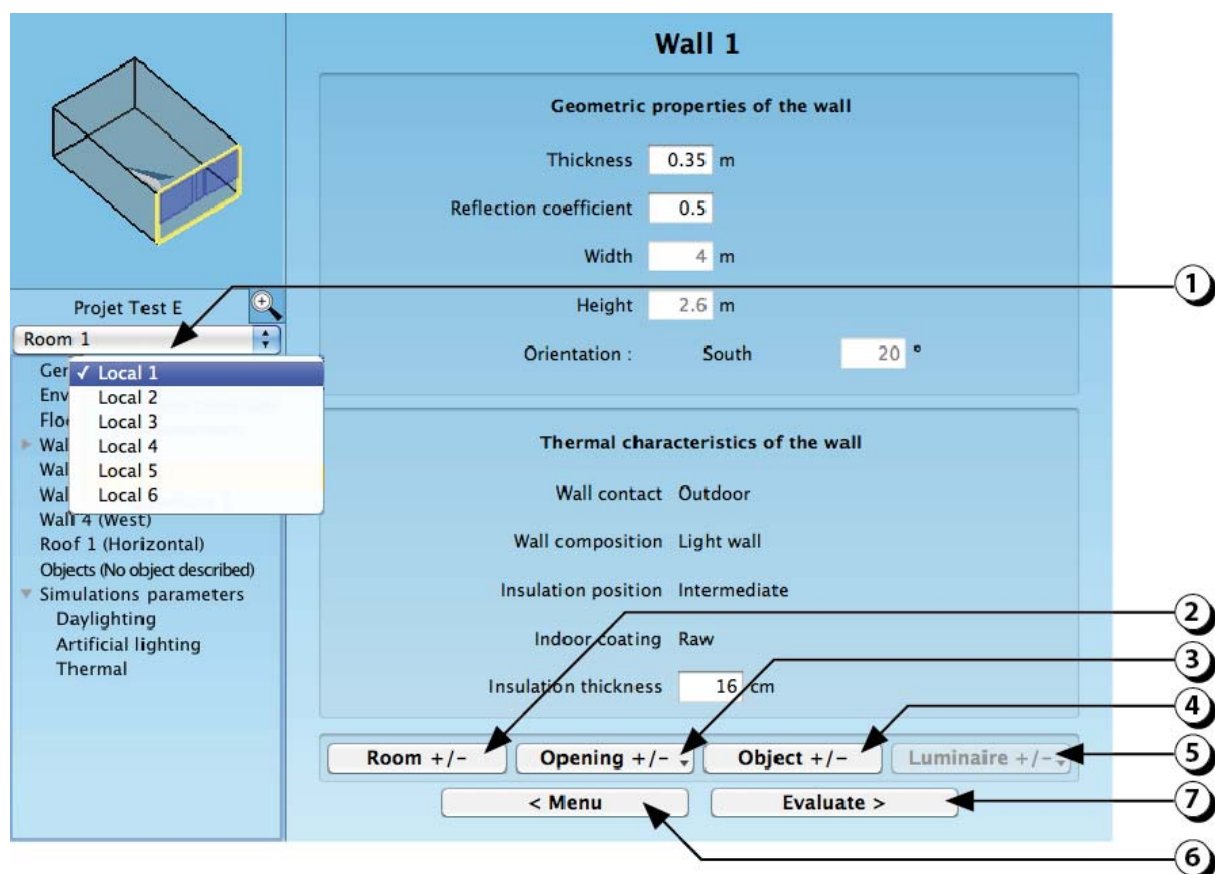 Wall 1
Geometric properties of the wall
Thickness 0.35 m
Reflection coefficient 0.5
Width 4 m
Height 2.6 m
Orientation : South 20 °
Thermal characteristics of the wall
Wall contact Outdoor
Wall composition Light wall
Insulation position Intermediate
Indoor coating Raw
Insulation thickness 16 cm
Room +/- Opening +/- Object +/- Luminaire +/-
< Menu Evaluate >
Projet Test E
Room 1
✓ Local 1
Local 2
Local 3
Local 4
Local 5
Local 6
Wall 4 (West)
Roof 1 (Horizontal)
Objects (No object described)
Simulations parameters
Daylighting
Artificial lighting
Thermal
1
2
3
4
5
7
6